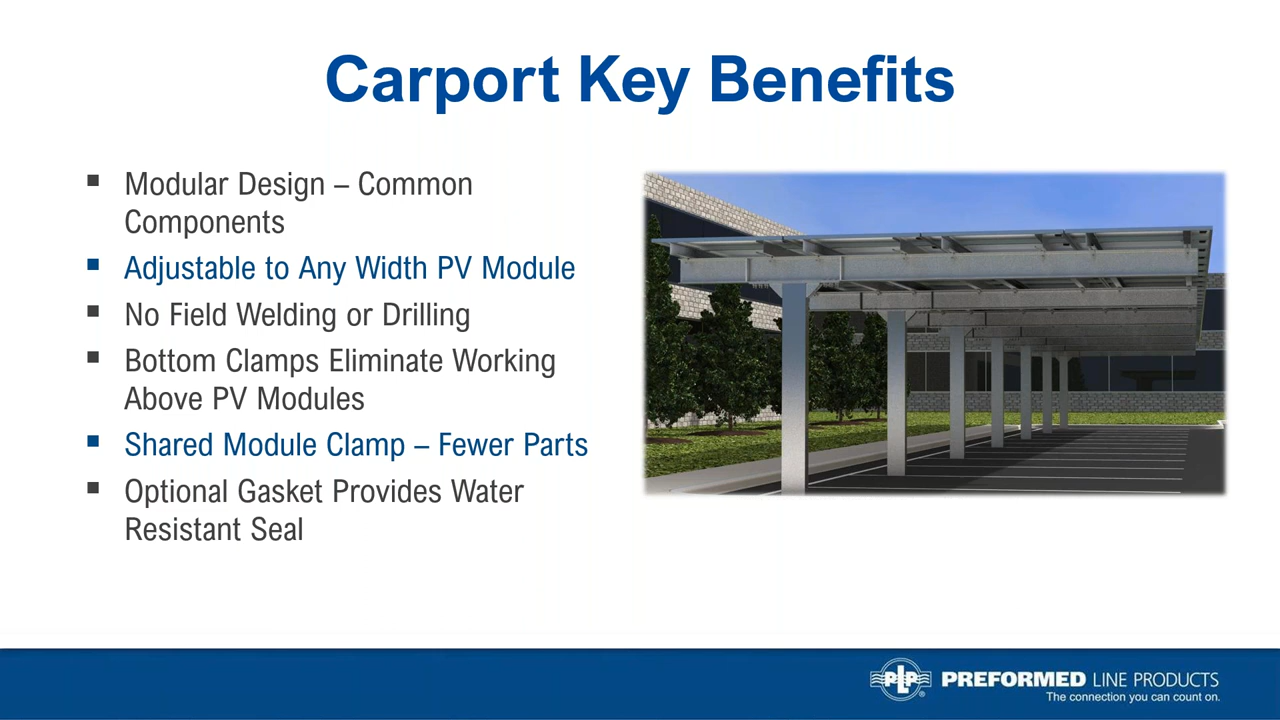 Carport Key Benefits
Modular Design – Common
Components
Adjustable to Any Width PV Module
No Field Welding or Drilling
Bottom Clamps Eliminate Working
Above PV Modules
Shared Module Clamp – Fewer Parts
Optional Gasket Provides Water
Resistant Seal
PLP ® PREFORMED LINE PRODUCTS
The connection you can count on.